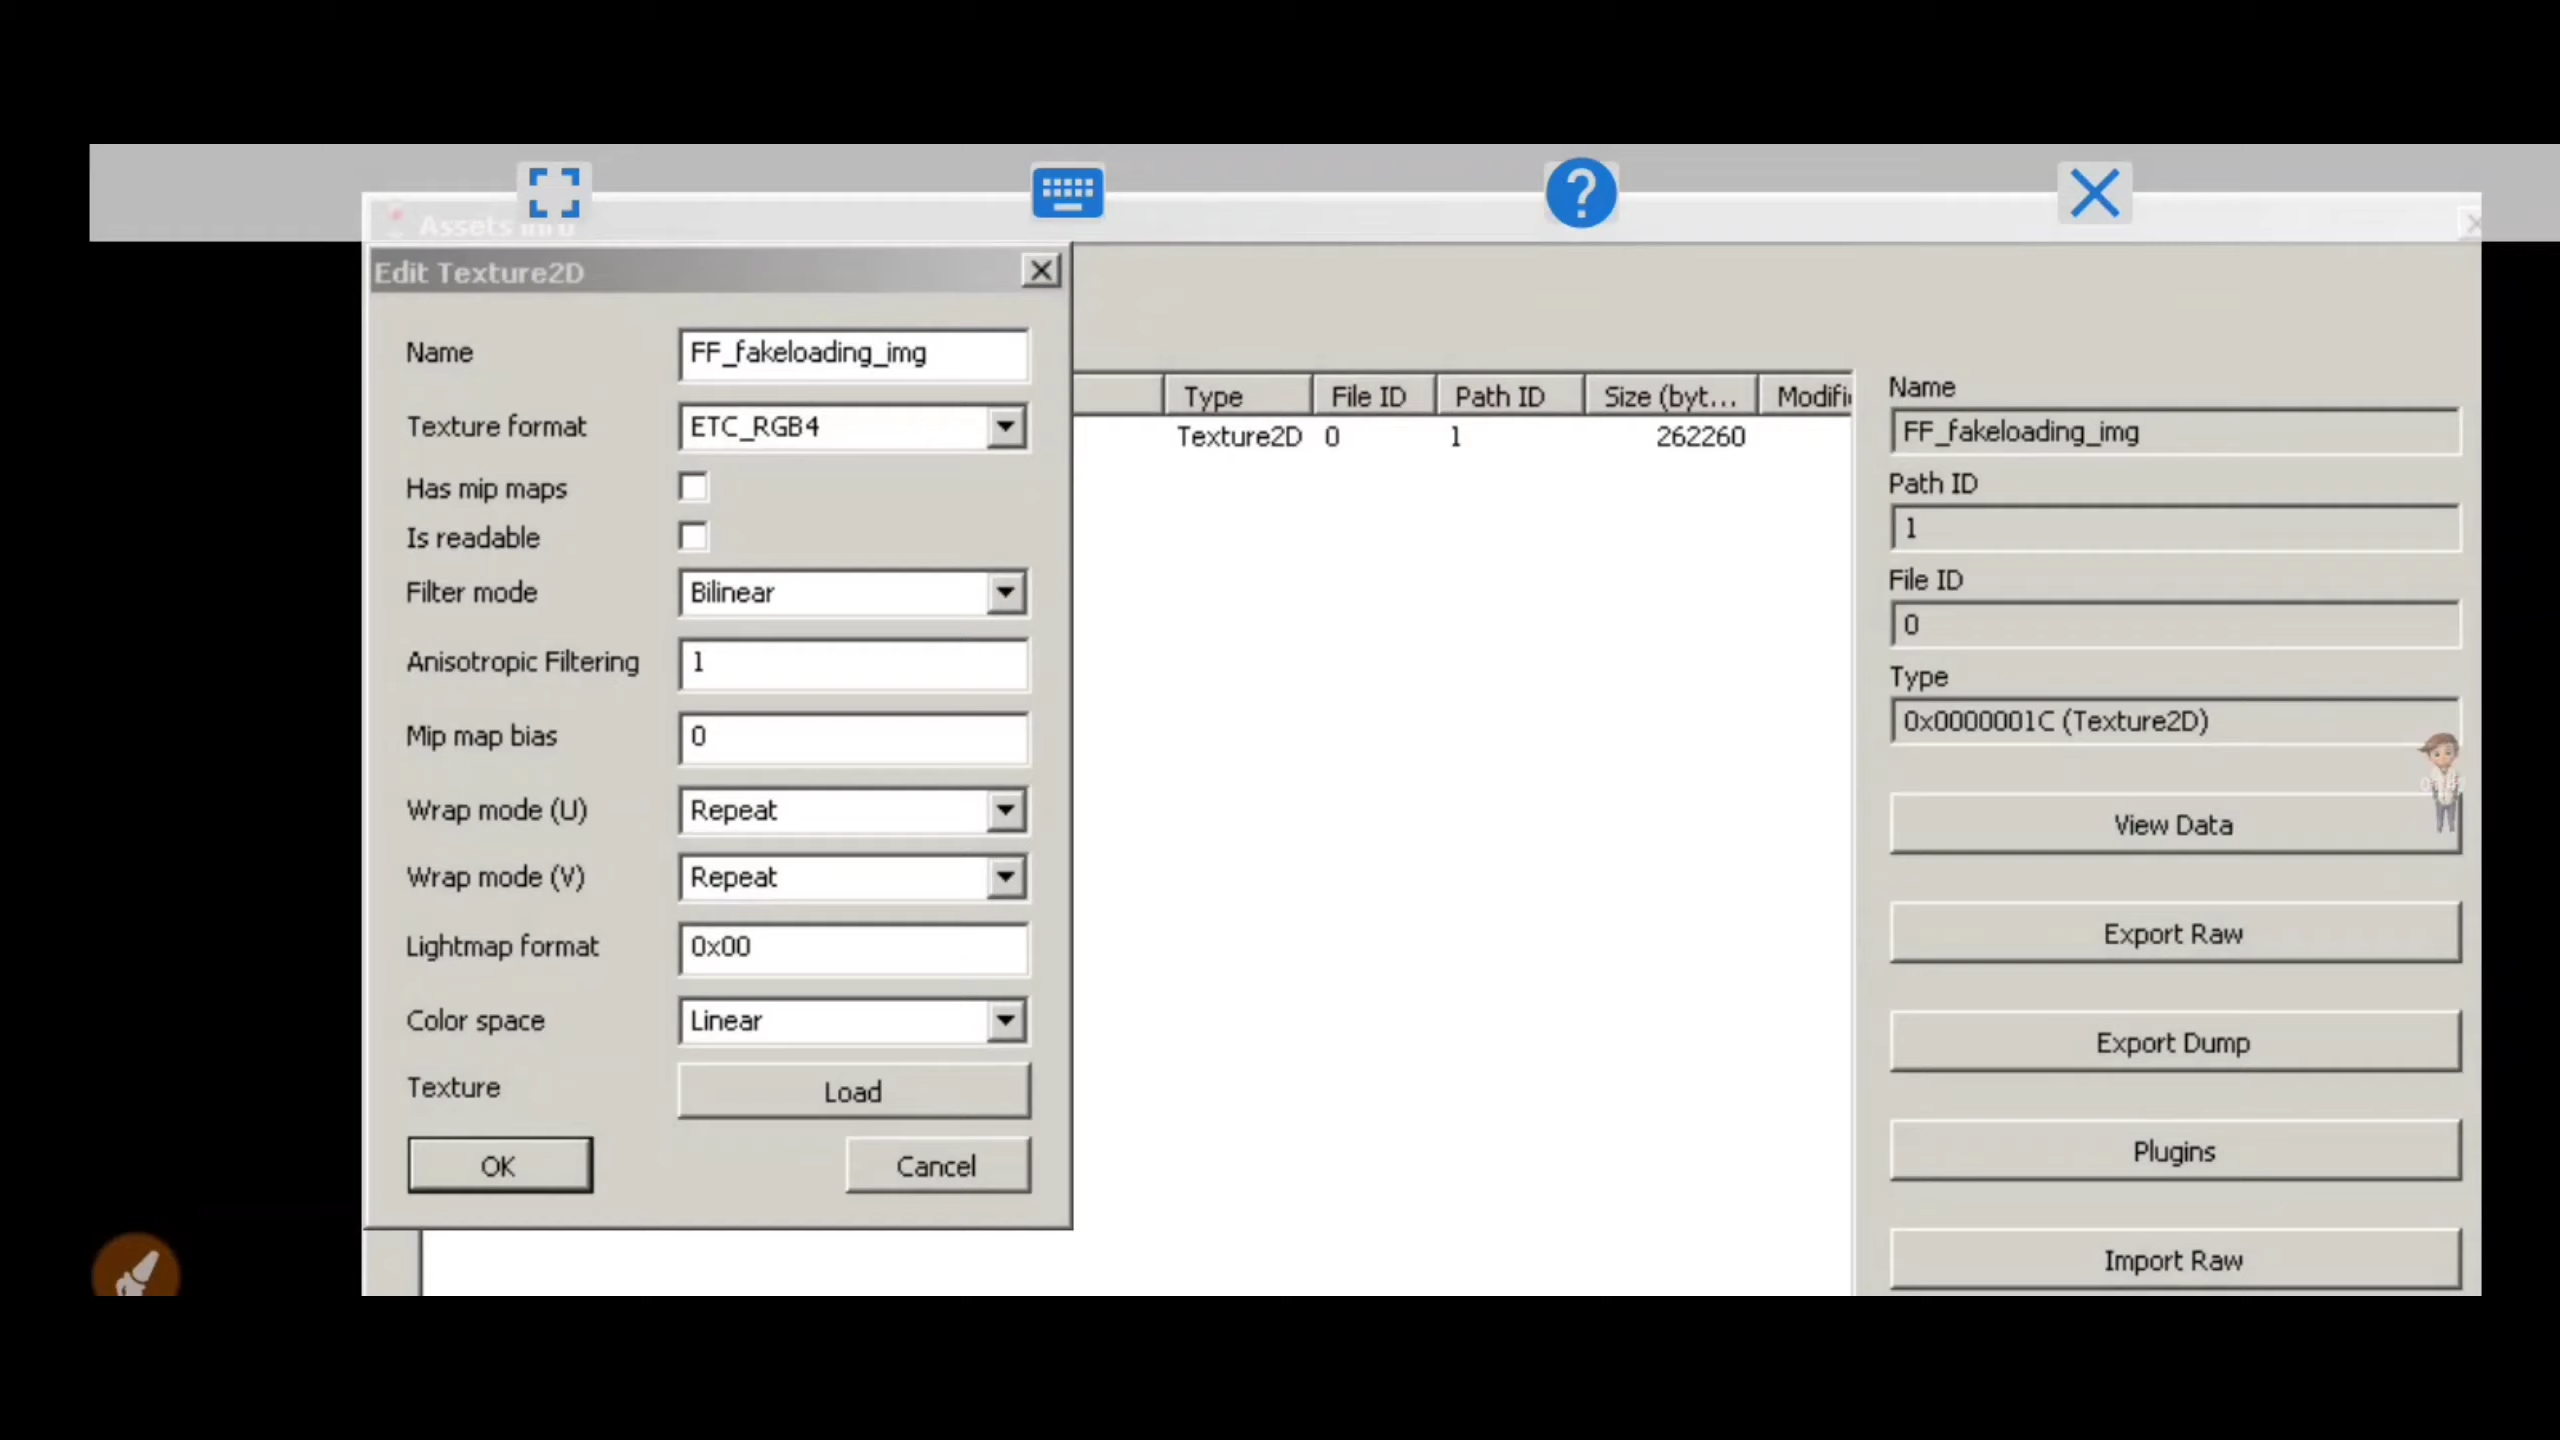 Assets Info
Edit Texture2D
Name FF_fakeloading_img
Texture format ETC_RGB4
Has mip maps
Is readable
Filter mode Bilinear
Anisotropic Filtering 1
Mip map bias 0
Wrap mode (U) Repeat
Wrap mode (V) Repeat
Lightmap format 0x00
Color space Linear
Texture Load
OK Cancel
Type File ID Path ID Size (byt... Modifi
Texture2D 0 1 262260
Name
FF_fakeloading_img
Path ID
1
File ID
0
Type
0x0000001C (Texture2D)
View Data
Export Raw
Export Dump
Plugins
Import Raw